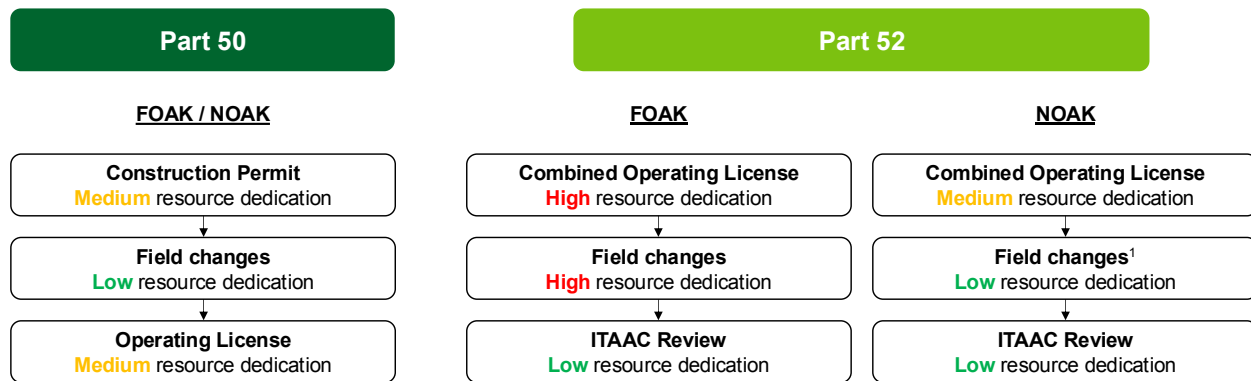 Part 50
Part 52
FOAK / NOAK
FOAK
NOAK
Construction Permit
Medium resource dedication
Combined Operating License
High resource dedication
Combined Operating License
Medium resource dedication
Field changes
Low resource dedication
Field changes
High resource dedication
Field changes¹
Low resource dedication
Operating License
Medium resource dedication
ITAAC Review
Low resource dedication
ITAAC Review
Low resource dedication